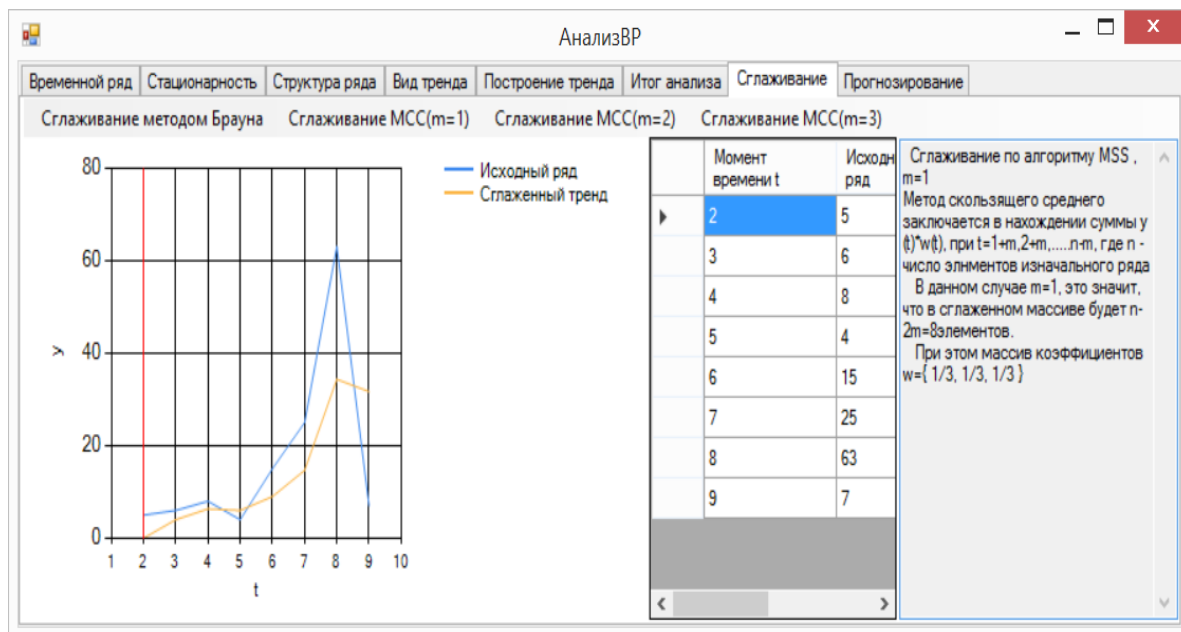 АнализВР
x
Временной ряд Стационарность Структура ряда Вид тренда Построение тренда Итог анализа Сглаживание Прогнозирование
Сглаживание методом Брауна Сглаживание МСС(m=1) Сглаживание МСС(m=2) Сглаживание МСС(m=3)
80
60
40
20
0
y
1 2 3 4 5 6 7 8 9 10
t
Исходный ряд
Сглаженный тренд
Момент Исходн
времени t ряд
2 5
3 6
4 8
5 4
6 15
7 25
8 63
9 7
Сглаживание по алгоритму MSS ,
m=1
Метод скользящего среднего
заключается в нахождении суммы y
(t)*w(t), при t=1+m,2+m,.....n-m, где n -
число элнментов изначального ряда
В данном случае m=1, это значит,
что в сглаженном массиве будет n-
2m=8элементов.
При этом массив коэффициентов
w={ 1/3, 1/3, 1/3 }